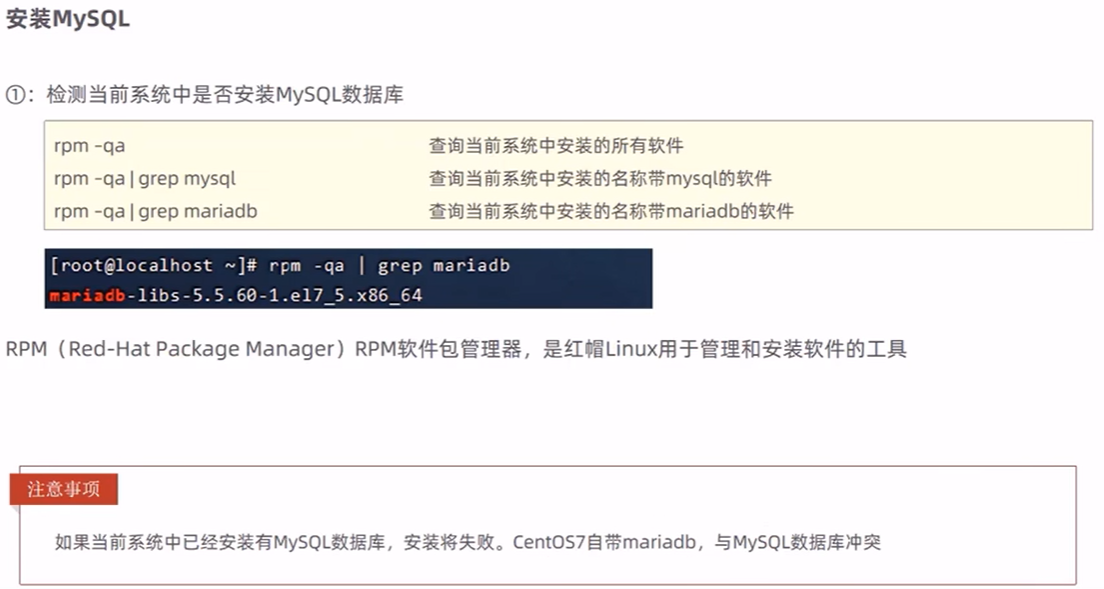 安装MySQL
①：检测当前系统中是否安装MySQL数据库
rpm -qa 查询当前系统中安装的所有软件
rpm -qa | grep mysql 查询当前系统中安装的名称带mysql的软件
rpm -qa | grep mariadb 查询当前系统中安装的名称带mariadb的软件
[root@localhost ~]# rpm -qa | grep mariadb
mariadb-libs-5.5.60-1.el7_5.x86_64
RPM（Red-Hat Package Manager）RPM软件包管理器，是红帽Linux用于管理和安装软件的工具
注意事项
如果当前系统中已经安装有MySQL数据库，安装将失败。CentOS7自带mariadb，与MySQL数据库冲突